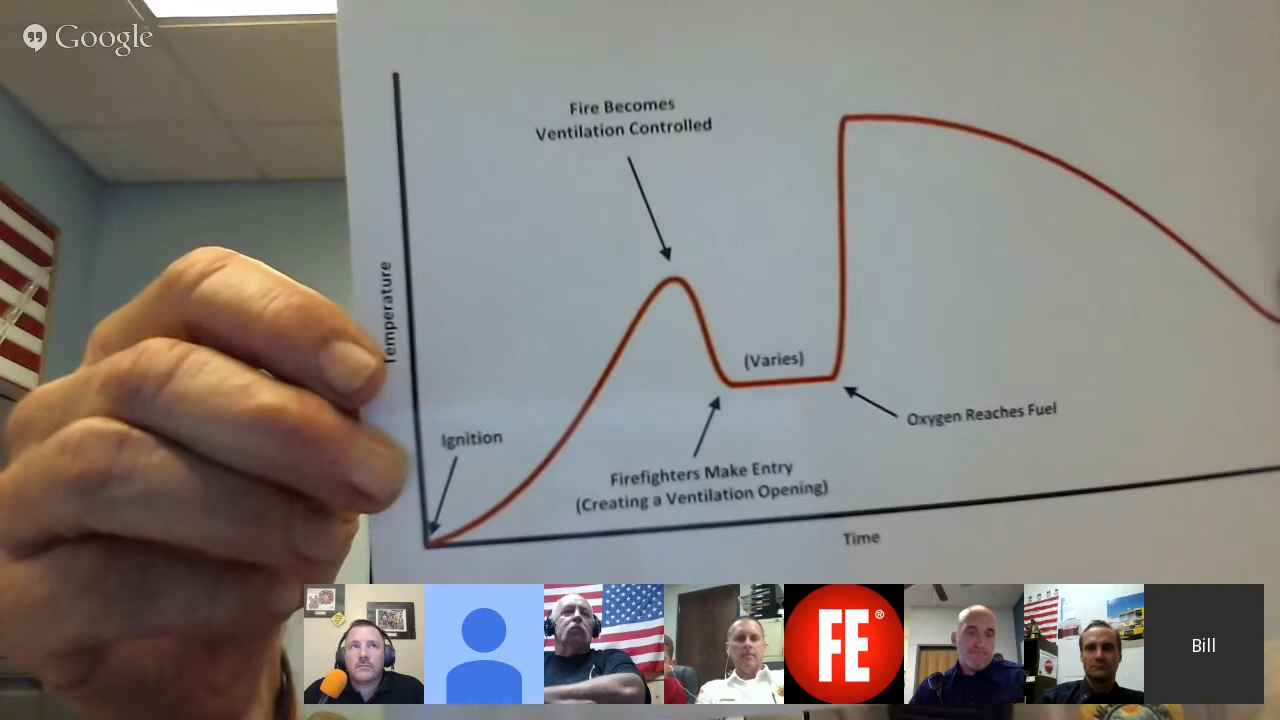 Google
Fire Becomes
Ventilation Controlled
Temperature
(Varies)
Ignition
Oxygen Reaches Fuel
Firefighters Make Entry
(Creating a Ventilation Opening)
Time
FE®
Bill